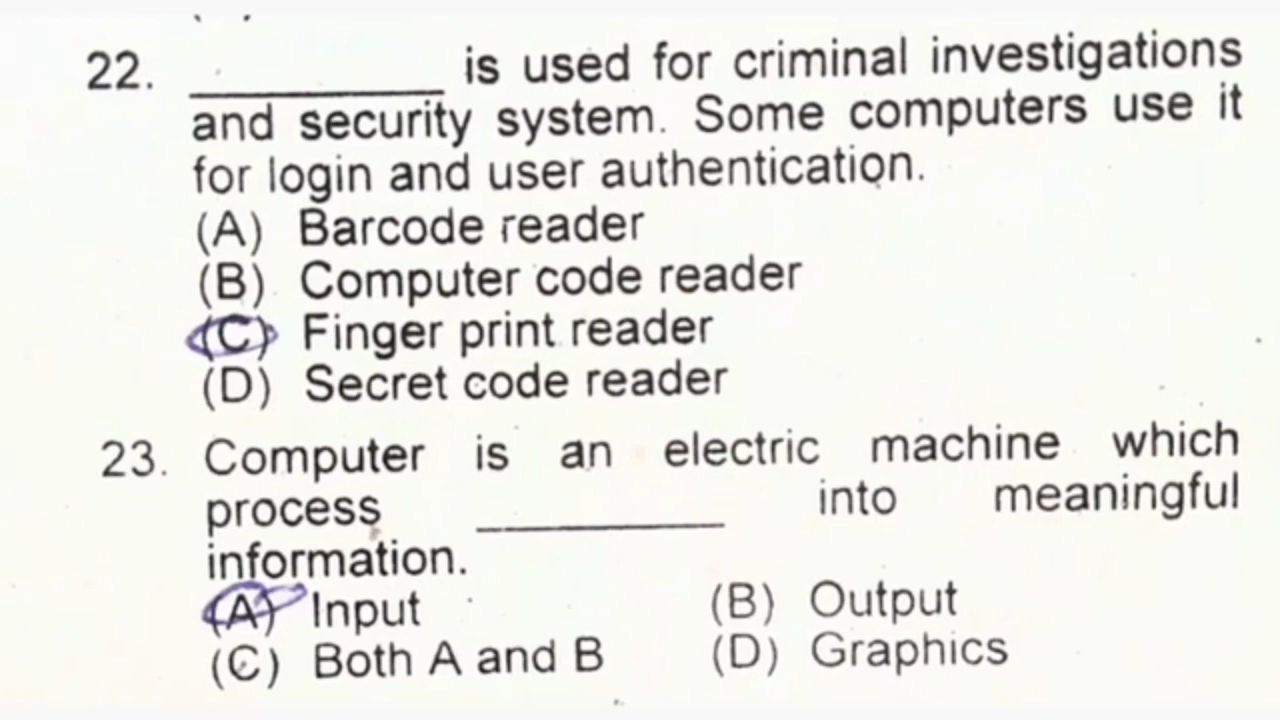 22. __________ is used for criminal investigations
and security system. Some computers use it
for login and user authentication.
(A) Barcode reader
(B) Computer code reader
(C) Finger print reader
(D) Secret code reader
23. Computer is an electric machine which
process __________ into meaningful
information.
(A) Input (B) Output
(C) Both A and B (D) Graphics